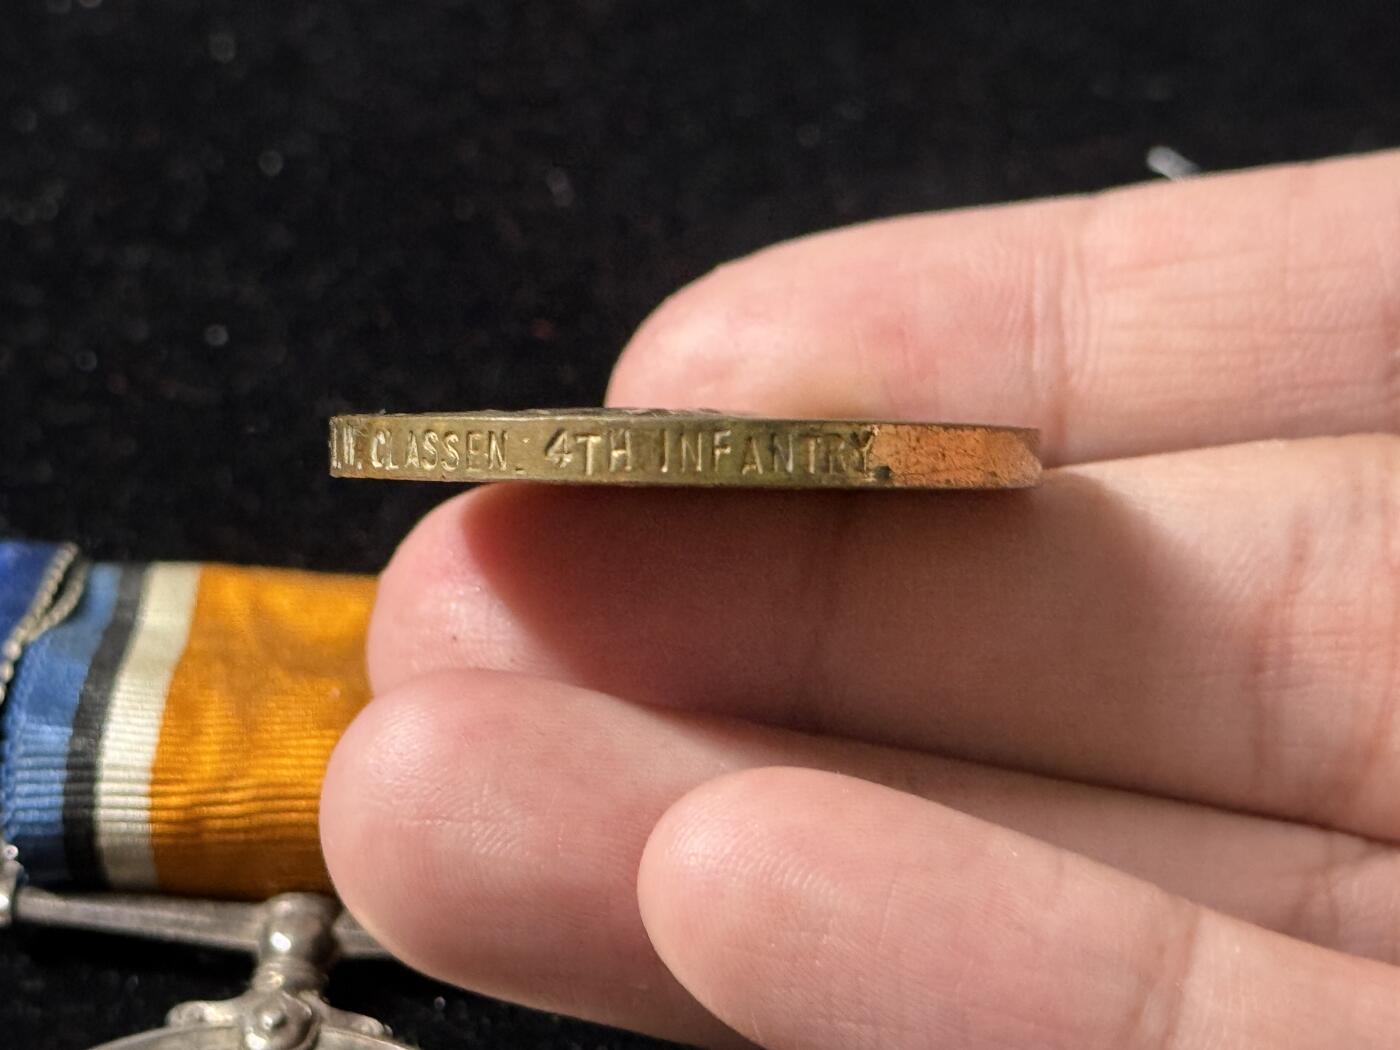 .W. CLASSEN. 4TH INFANTRY.